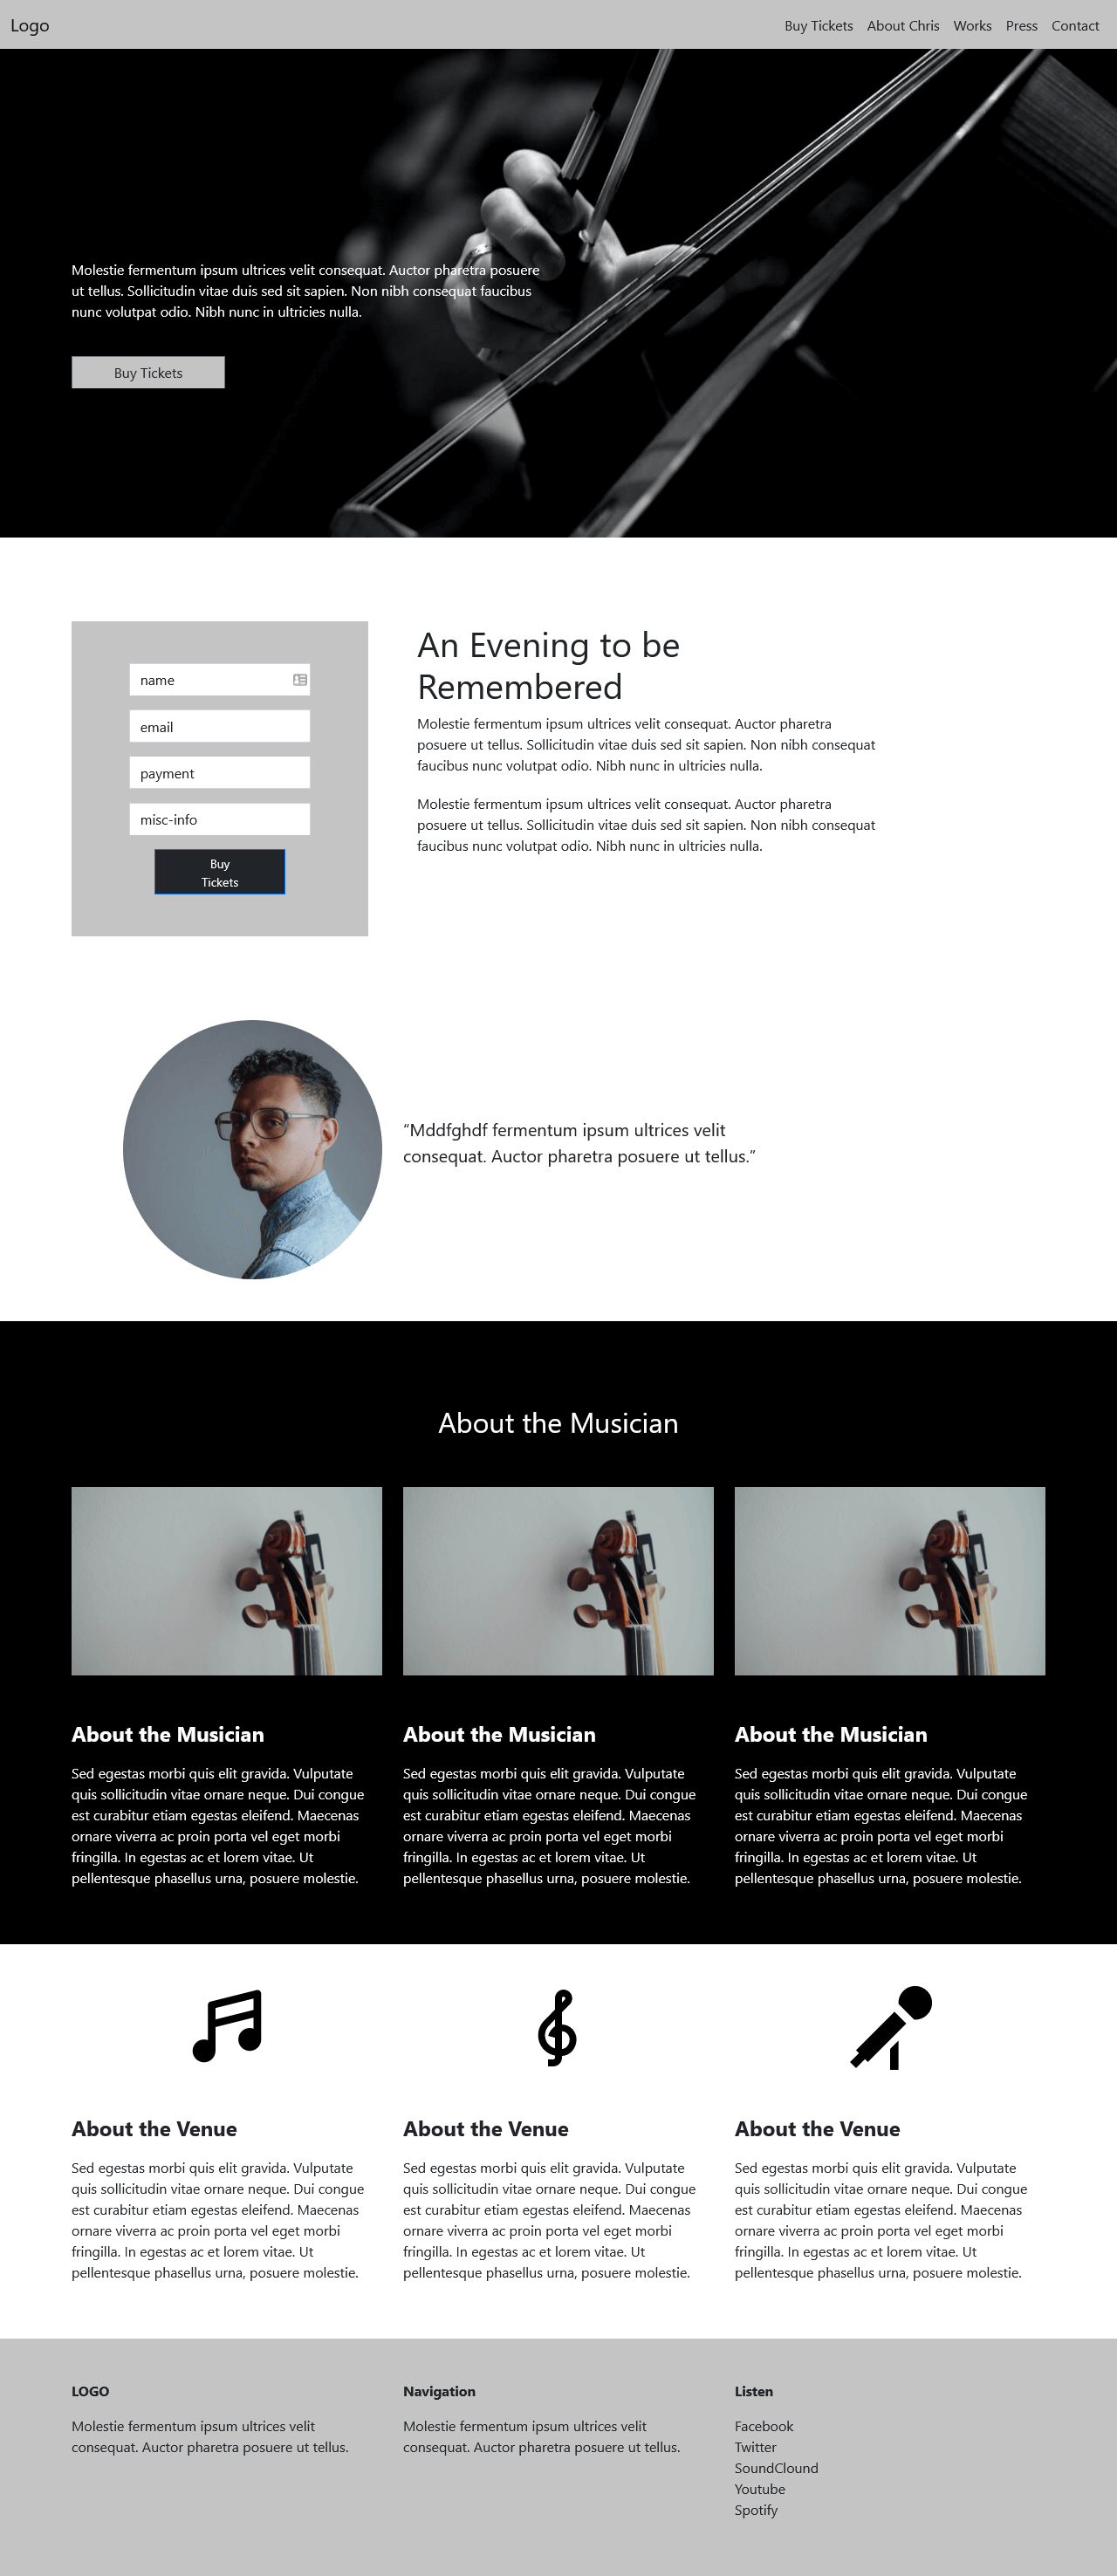 Logo
Buy Tickets About Chris Works Press Contact
Molestie fermentum ipsum ultrices velit consequat. Auctor pharetra posuere
ut tellus. Sollicitudin vitae duis sed sit sapien. Non nibh consequat faucibus
nunc volutpat odio. Nibh nunc in ultricies nulla.
Buy Tickets
name
email
payment
misc-info
Buy
Tickets
An Evening to be
Remembered
Molestie fermentum ipsum ultrices velit consequat. Auctor pharetra
posuere ut tellus. Sollicitudin vitae duis sed sit sapien. Non nibh consequat
faucibus nunc volutpat odio. Nibh nunc in ultricies nulla.
Molestie fermentum ipsum ultrices velit consequat. Auctor pharetra
posuere ut tellus. Sollicitudin vitae duis sed sit sapien. Non nibh consequat
faucibus nunc volutpat odio. Nibh nunc in ultricies nulla.
“Mddfghdf fermentum ipsum ultrices velit
consequat. Auctor pharetra posuere ut tellus.”
About the Musician
About the Musician
Sed egestas morbi quis elit gravida. Vulputate
quis sollicitudin vitae ornare neque. Dui congue
est curabitur etiam egestas eleifend. Maecenas
ornare viverra ac proin porta vel eget morbi
fringilla. In egestas ac et lorem vitae. Ut
pellentesque phasellus urna, posuere molestie.
About the Musician
Sed egestas morbi quis elit gravida. Vulputate
quis sollicitudin vitae ornare neque. Dui congue
est curabitur etiam egestas eleifend. Maecenas
ornare viverra ac proin porta vel eget morbi
fringilla. In egestas ac et lorem vitae. Ut
pellentesque phasellus urna, posuere molestie.
About the Musician
Sed egestas morbi quis elit gravida. Vulputate
quis sollicitudin vitae ornare neque. Dui congue
est curabitur etiam egestas eleifend. Maecenas
ornare viverra ac proin porta vel eget morbi
fringilla. In egestas ac et lorem vitae. Ut
pellentesque phasellus urna, posuere molestie.
About the Venue
Sed egestas morbi quis elit gravida. Vulputate
quis sollicitudin vitae ornare neque. Dui congue
est curabitur etiam egestas eleifend. Maecenas
ornare viverra ac proin porta vel eget morbi
fringilla. In egestas ac et lorem vitae. Ut
pellentesque phasellus urna, posuere molestie.
About the Venue
Sed egestas morbi quis elit gravida. Vulputate
quis sollicitudin vitae ornare neque. Dui congue
est curabitur etiam egestas eleifend. Maecenas
ornare viverra ac proin porta vel eget morbi
fringilla. In egestas ac et lorem vitae. Ut
pellentesque phasellus urna, posuere molestie.
About the Venue
Sed egestas morbi quis elit gravida. Vulputate
quis sollicitudin vitae ornare neque. Dui congue
est curabitur etiam egestas eleifend. Maecenas
ornare viverra ac proin porta vel eget morbi
fringilla. In egestas ac et lorem vitae. Ut
pellentesque phasellus urna, posuere molestie.
LOGO
Molestie fermentum ipsum ultrices velit
consequat. Auctor pharetra posuere ut tellus.
Navigation
Molestie fermentum ipsum ultrices velit
consequat. Auctor pharetra posuere ut tellus.
Listen
Facebook
Twitter
SoundClound
Youtube
Spotify